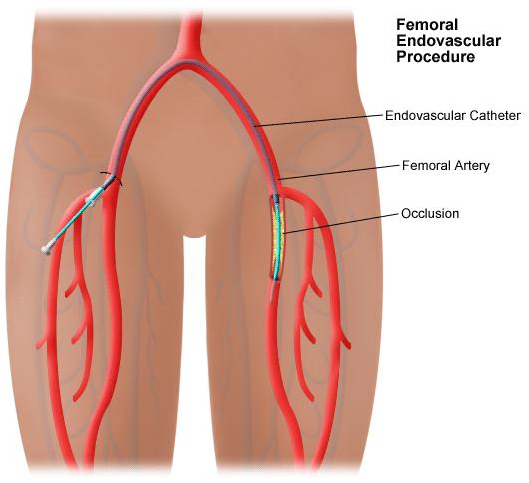 Femoral
Endovascular
Procedure
Endovascular Catheter
Femoral Artery
Occlusion